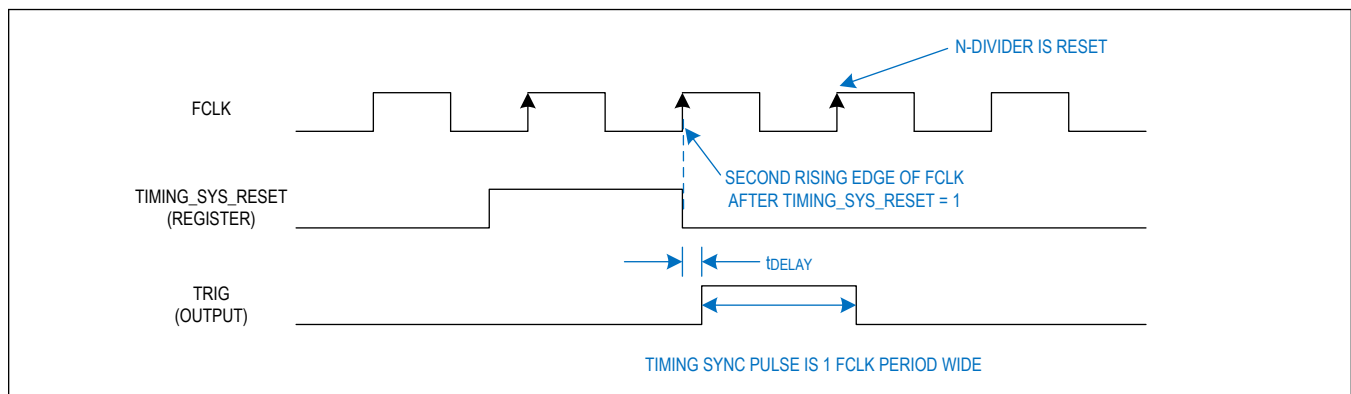 N-DIVIDER IS RESET
FCLK
SECOND RISING EDGE OF FCLK
AFTER TIMING_SYS_RESET = 1
TIMING_SYS_RESET
(REGISTER)
tDELAY
TRIG
(OUTPUT)
TIMING SYNC PULSE IS 1 FCLK PERIOD WIDE